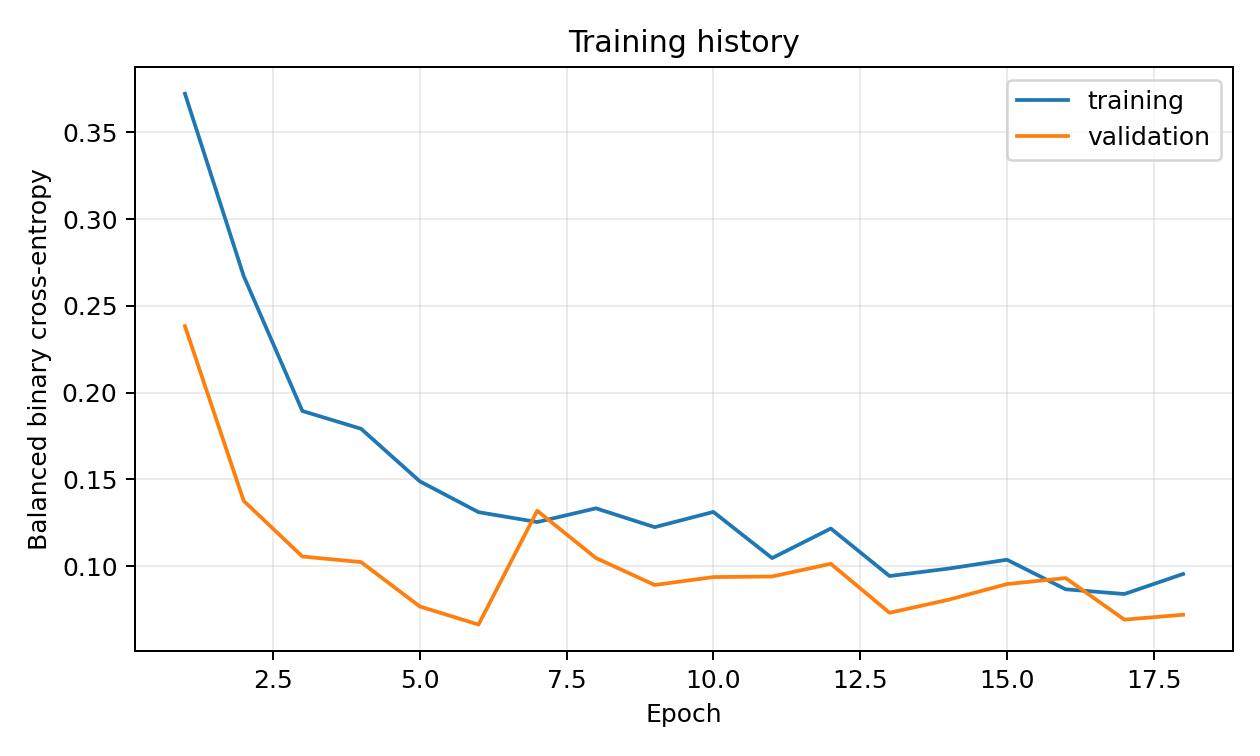 Training history
training
validation
Balanced binary cross-entropy
0.35
0.30
0.25
0.20
0.15
0.10
2.5 5.0 7.5 10.0 12.5 15.0 17.5
Epoch